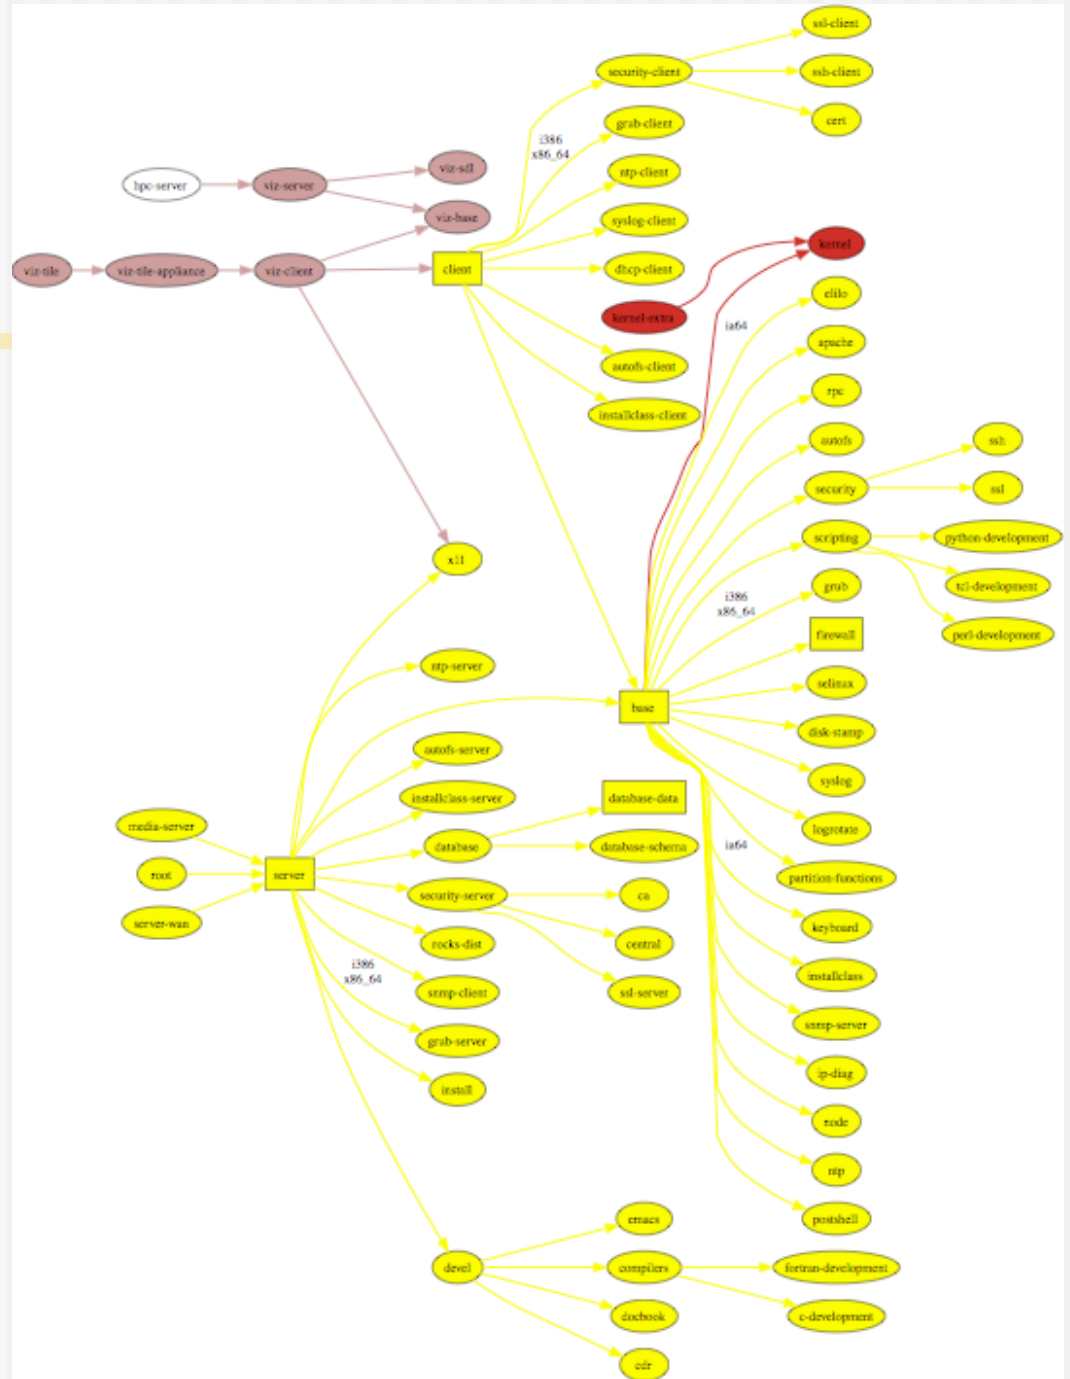 ssl-client
security-client
ssh-client
cert
grub-client
i386
x86_64
ntp-client
viz-sdl
hpc-server
viz-server
viz-base
syslog-client
kernel
viz-tile
viz-tile-appliance
viz-client
client
dhcp-client
elilo
kernel-extra
ia64
apache
autofs-client
rpc
installclass-client
autofs
ssh
security
ssl
scripting
python-development
x11
grub
tcl-development
i386
x86_64
firewall
perl-development
ntp-server
selinux
base
disk-stamp
autofs-server
syslog
installclass-server
database-data
media-server
logrotate
database
database-schema
ia64
root
server
partition-functions
security-server
ca
server-wan
keyboard
rocks-dist
central
i386
x86_64
installclass
snmp-client
ssl-server
snmp-server
grub-server
ip-diag
install
node
ntp
emacs
postshell
devel
compilers
fortran-development
docbook
c-development
cdr